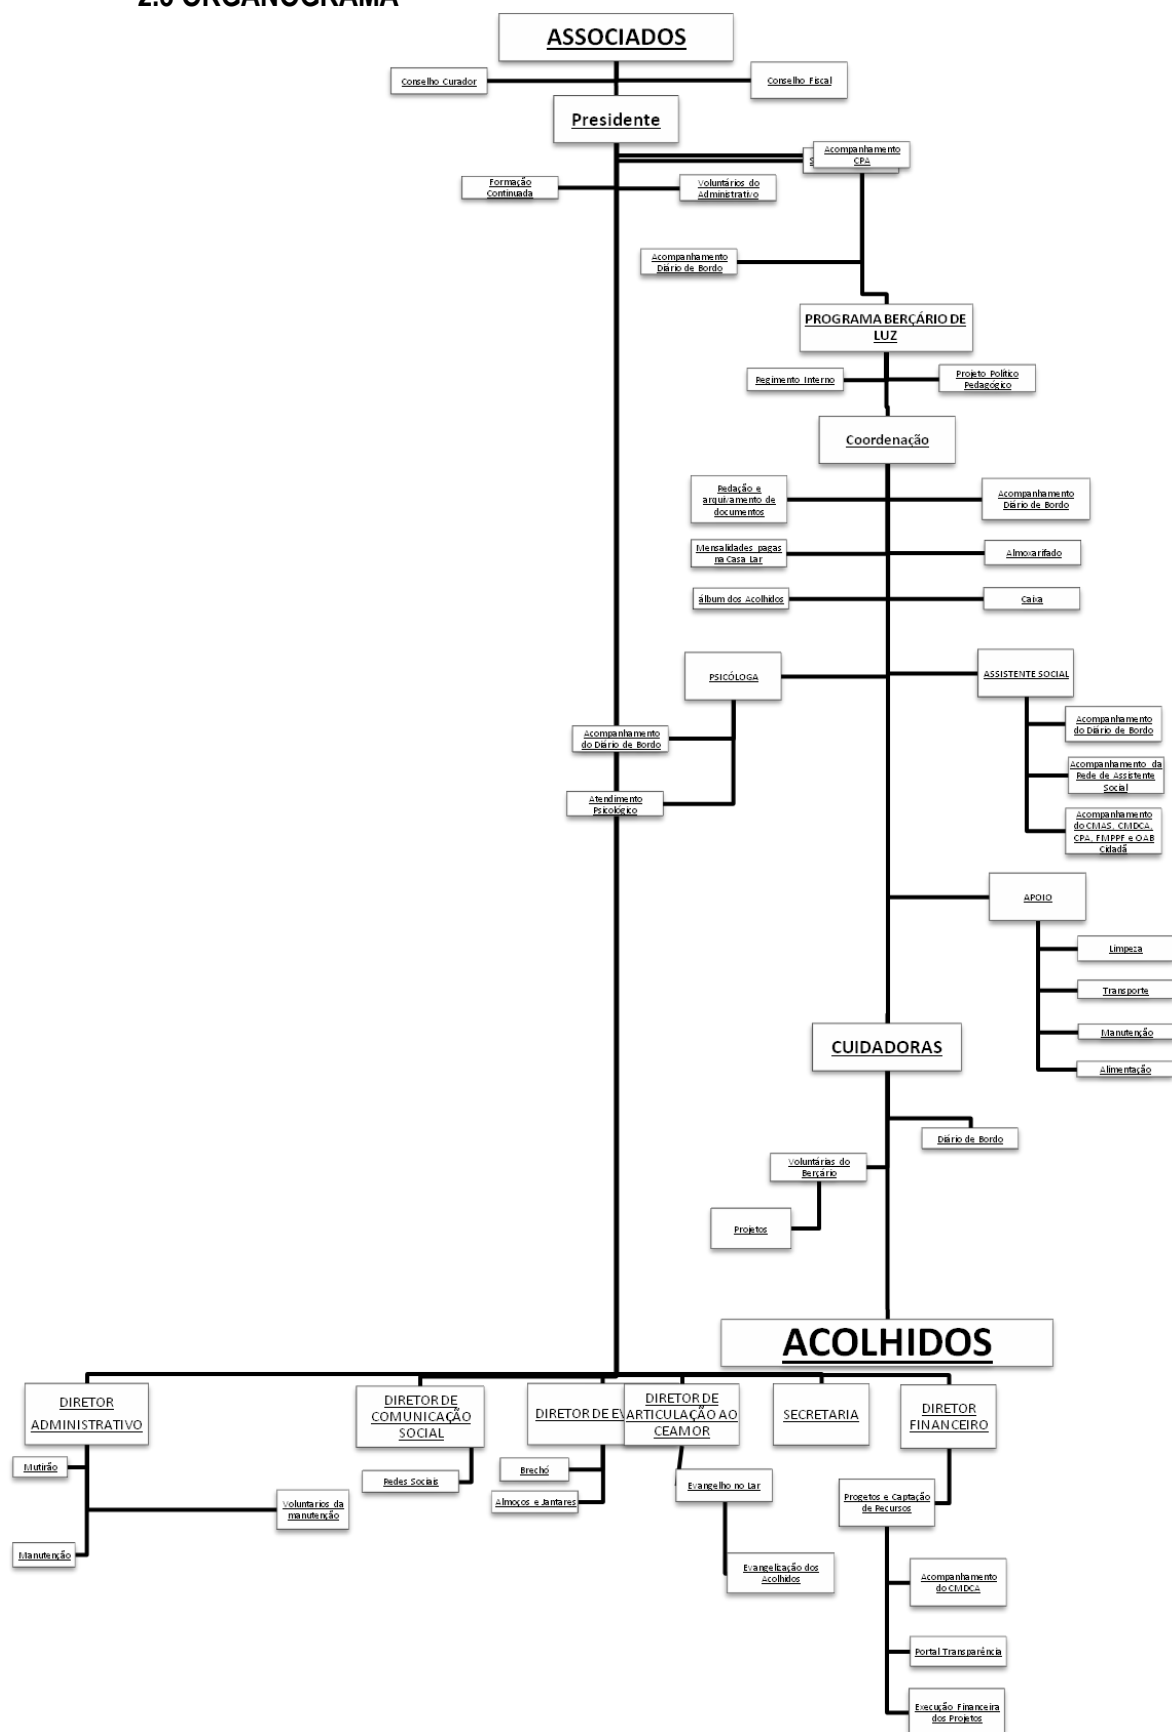 2.0 ORGANOGRAMA
ASSOCIADOS
Conselho Curador
Conselho Fiscal
Presidente
Acompanhamento
CPA
Formação
Continuada
Voluntários do
Administrativo
Acompanhamento
Diário de Bordo
PROGRAMA BERÇÁRIO DE
LUZ
Regimento Interno
Projeto Político
Pedagógico
Coordenação
Redação e
arquivamento de
documentos
Acompanhamento
Diário de Bordo
Mensalidades pagas
na Casa Lar
Almoxarifado
álbum dos Acolhidos
Caixa
PSICÓLOGA
ASSISTENTE SOCIAL
Acompanhamento
do Diário de Bordo
Acompanhamento
do Diário de Bordo
Acompanhamento da
Rede de Assistente
Social
Atendimento
Psicológico
Acompanhamento
do CMAS, CMDCA,
CPA, FMPPF e OAB
Cidadã
APOIO
Limpeza
Transporte
Manutenção
Alimentação
CUIDADORAS
Diário de Bordo
Voluntárias do
Berçário
Projetos
ACOLHIDOS
DIRETOR
ADMINISTRATIVO
DIRETOR DE
COMUNICAÇÃO
SOCIAL
DIRETOR DE EV
DIRETOR DE
ARTICULAÇÃO AO
CEAMOR
SECRETARIA
DIRETOR
FINANCEIRO
Mutirão
Redes Sociais
Brechó
Almoços e Jantares
Evangelho no Lar
Progetos e Captação
de Recursos
Voluntarios da
manutenção
Manutenção
Evangelização dos
Acolhidos
Acompanhamento
do CMDCA
Portal Transparência
Execução Financeira
dos Projetos